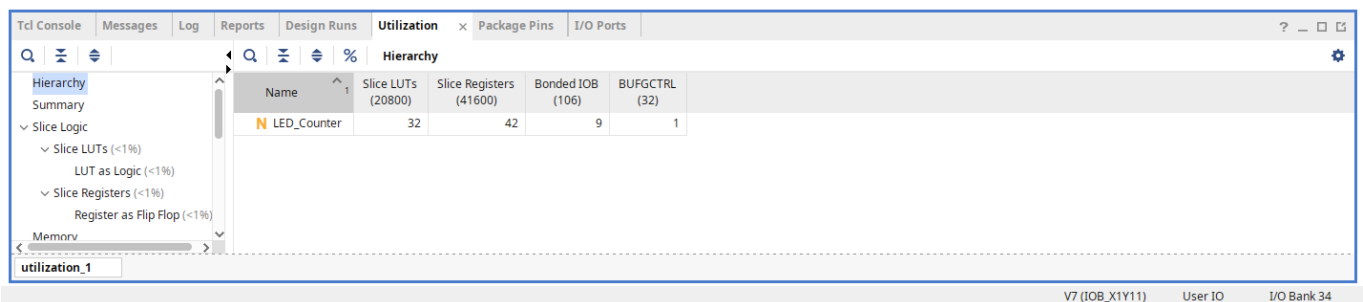 Tcl Console Messages Log Reports Design Runs Utilization × Package Pins I/O Ports ? _
% Hierarchy
Hierarchy
Summary
Slice Logic
Slice LUTs (<1%)
LUT as Logic (<1%)
Slice Registers (<1%)
Register as Flip Flop (<1%)
Memory
Name 1 Slice LUTs (20800) Slice Registers (41600) Bonded IOB (106) BUFGCTRL (32)
N LED_Counter 32 42 9 1
utilization_1
V7 (IOB_X1Y11) User IO I/O Bank 34